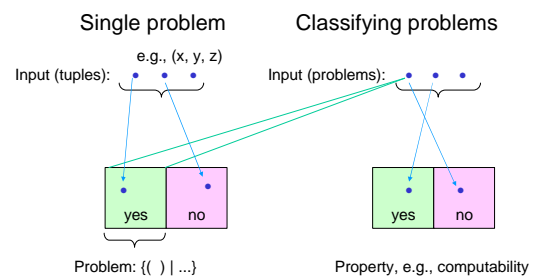 Single problem
Classifying problems
e.g., (x, y, z)
Input (tuples):
Input (problems):
yes
no
yes
no
Problem: {( ) | ...}
Property, e.g., computability